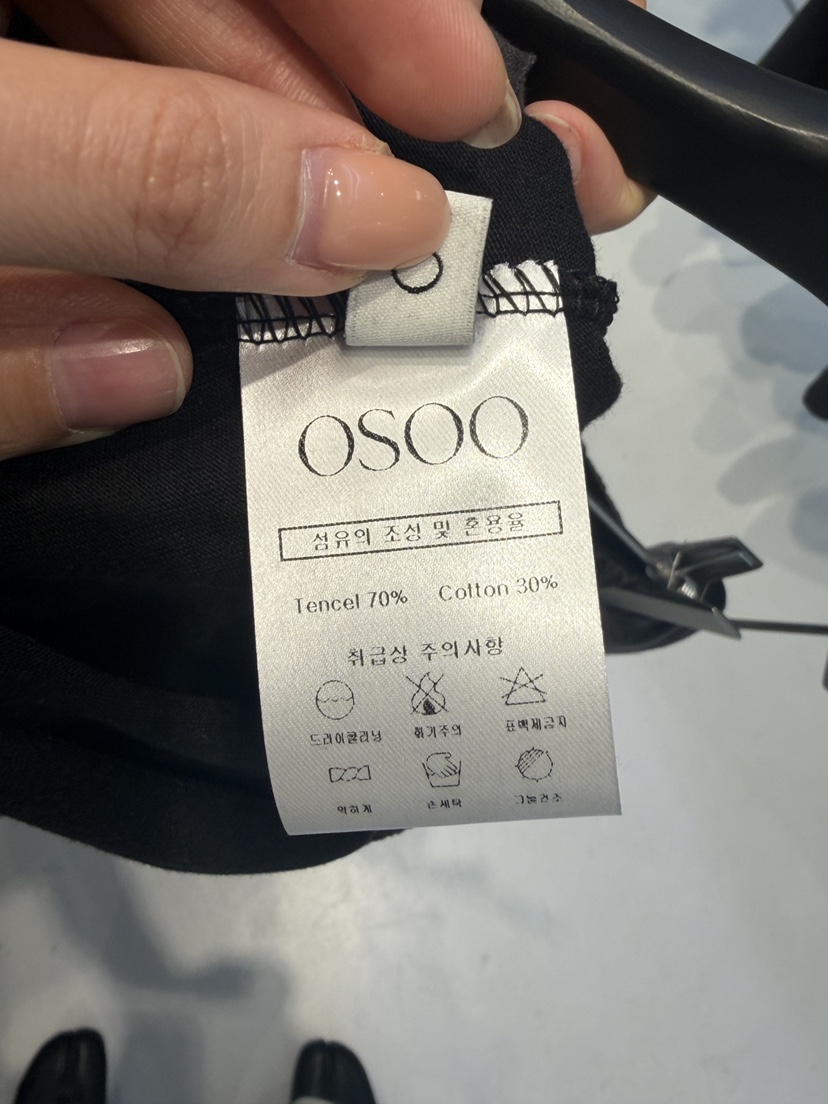 O
OSOO
섬유의 조성 및 혼용율
Tencel 70% Cotton 30%
취급상 주의사항
드라이클리닝 화기주의 표백제금지
약하게 손세탁 그늘건조